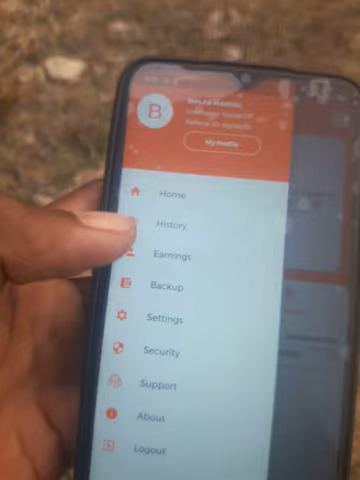 B
My Profile
Home
History
Earnings
Backup
Settings
Security
Support
About
Logout